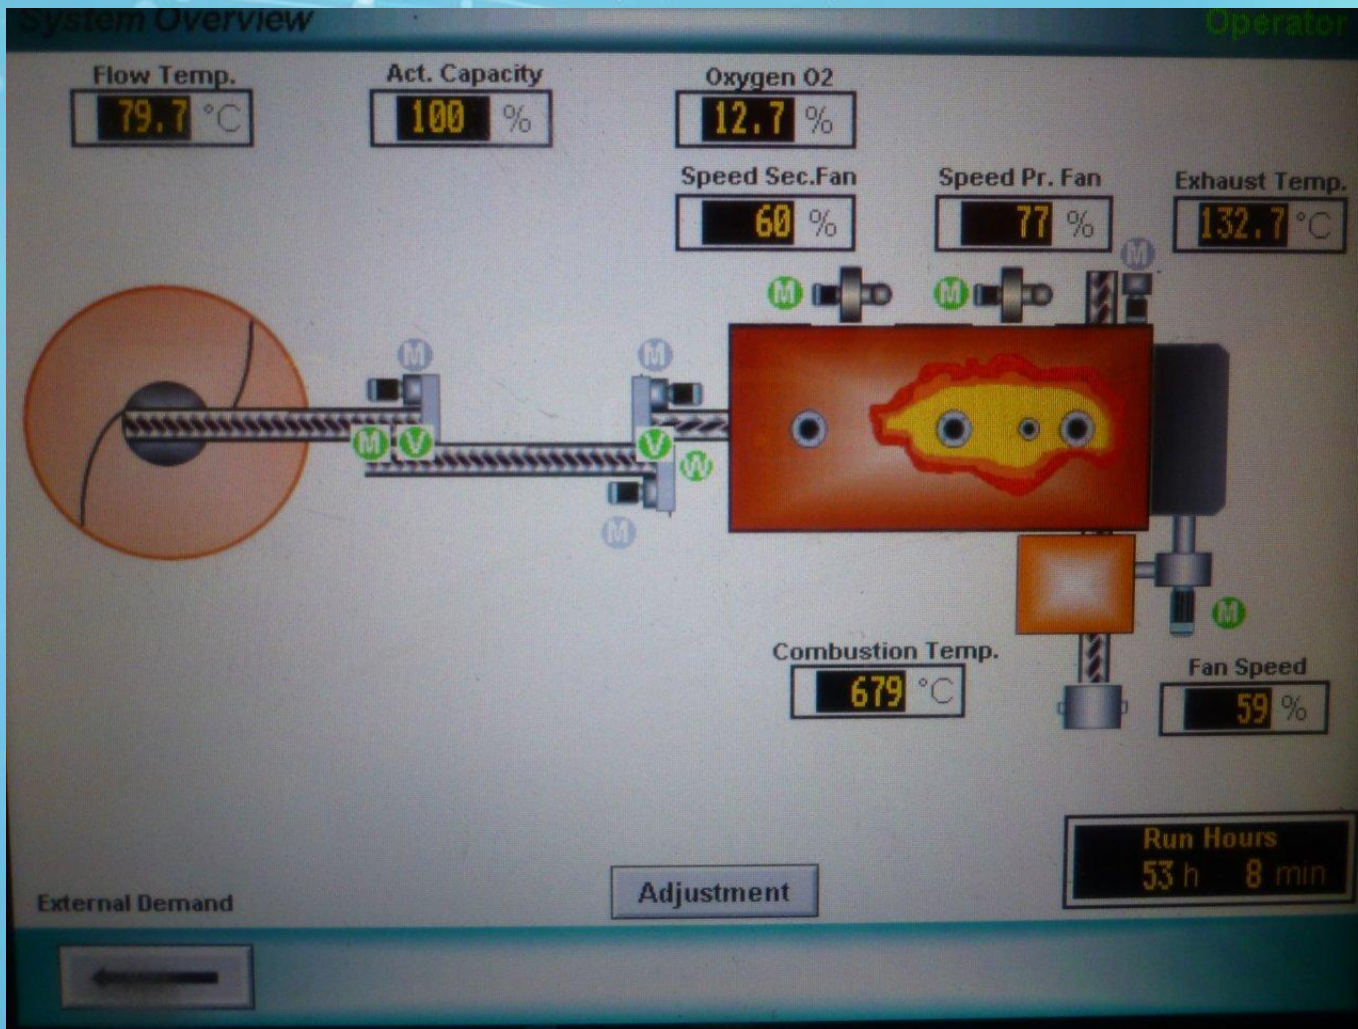 System Overview
Operator
Flow Temp.
79.7 °C
Act. Capacity
100 %
Oxygen O2
12.7 %
Speed Sec.Fan
60 %
Speed Pr. Fan
77 %
Exhaust Temp.
132.7 °C
M
M
M
M
M
M
V
V
W
M
M
Combustion Temp.
679 °C
Fan Speed
59 %
Run Hours
53 h 8 min
External Demand
Adjustment